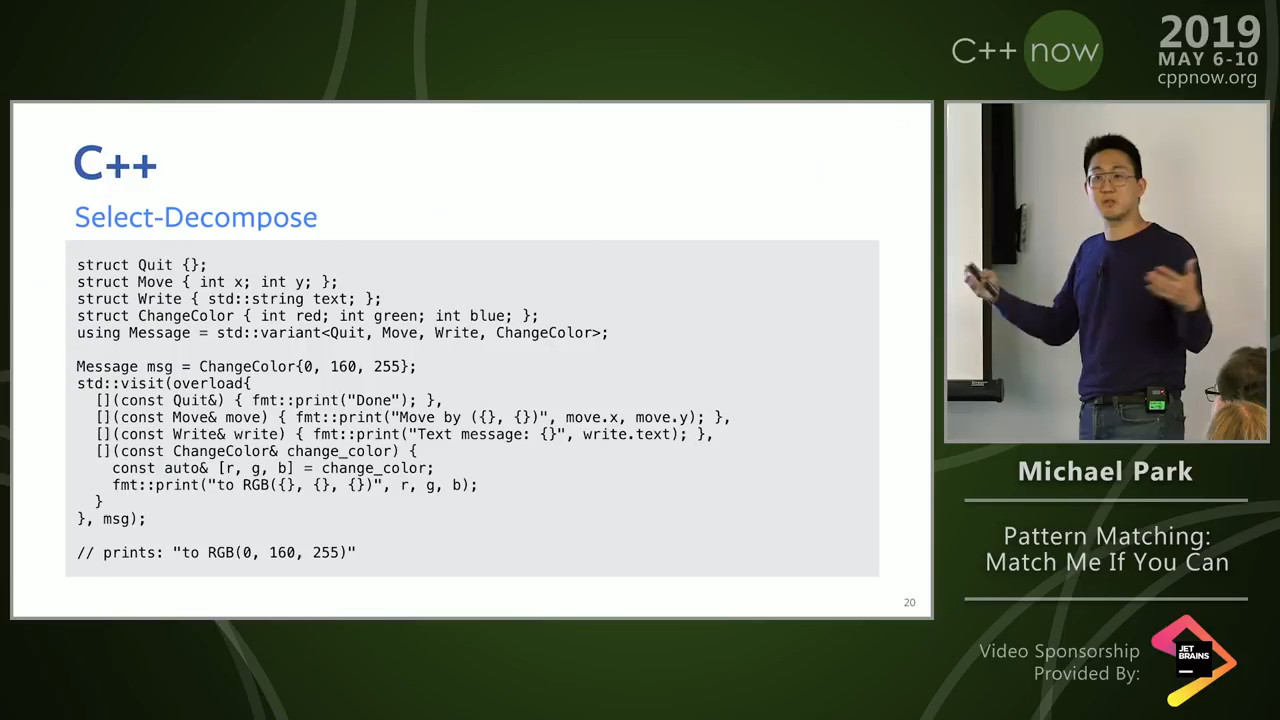 C++ now
2019
MAY 6-10
cppnow.org
C++
Select-Decompose
struct Quit {};
struct Move { int x; int y; };
struct Write { std::string text; };
struct ChangeColor { int red; int green; int blue; };
using Message = std::variant<Quit, Move, Write, ChangeColor>;
Message msg = ChangeColor{0, 160, 255};
std::visit(overload{
  [](const Quit&) { fmt::print("Done"); },
  [](const Move& move) { fmt::print("Move by ({}, {})", move.x, move.y); },
  [](const Write& write) { fmt::print("Text message: {}", write.text); },
  [](const ChangeColor& change_color) {
    const auto& [r, g, b] = change_color;
    fmt::print("to RGB({}, {}, {})", r, g, b);
  }
}, msg);
// prints: "to RGB(0, 160, 255)"
20
Michael Park
Pattern Matching:
Match Me If You Can
Video Sponsorship
Provided By:
JET
BRAINS